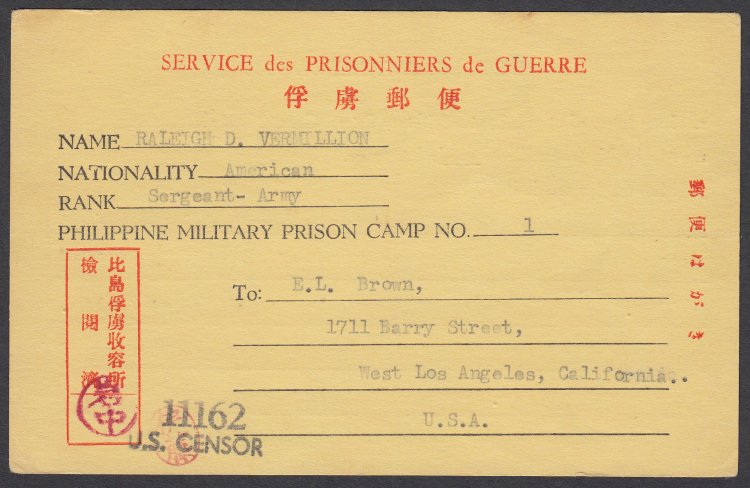 SERVICE des PRISONNIERS de GUERRE
俘虜郵便
NAME RALEIGH D. VERMILLION
NATIONALITY American
RANK Sergeant- Army
PHILIPPINE MILITARY PRISON CAMP NO. 1
郵便はがき
比島俘虜收容所
檢閲濟
To: E.L. Brown,
1711 Barry Street,
West Los Angeles, California..
U.S.A.
11162
U.S. CENSOR